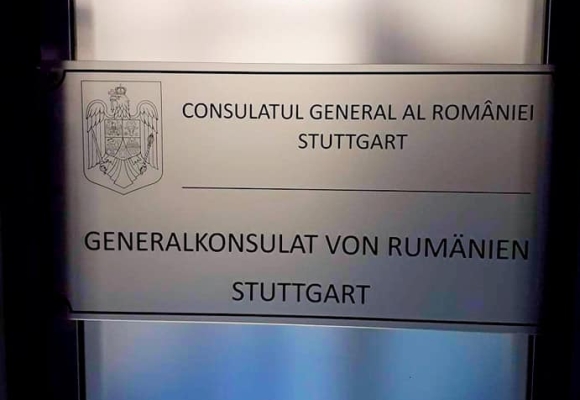 CONSULATUL GENERAL AL ROMÂNIEI
STUTTGART
GENERALKONSULAT VON RUMÄNIEN
STUTTGART